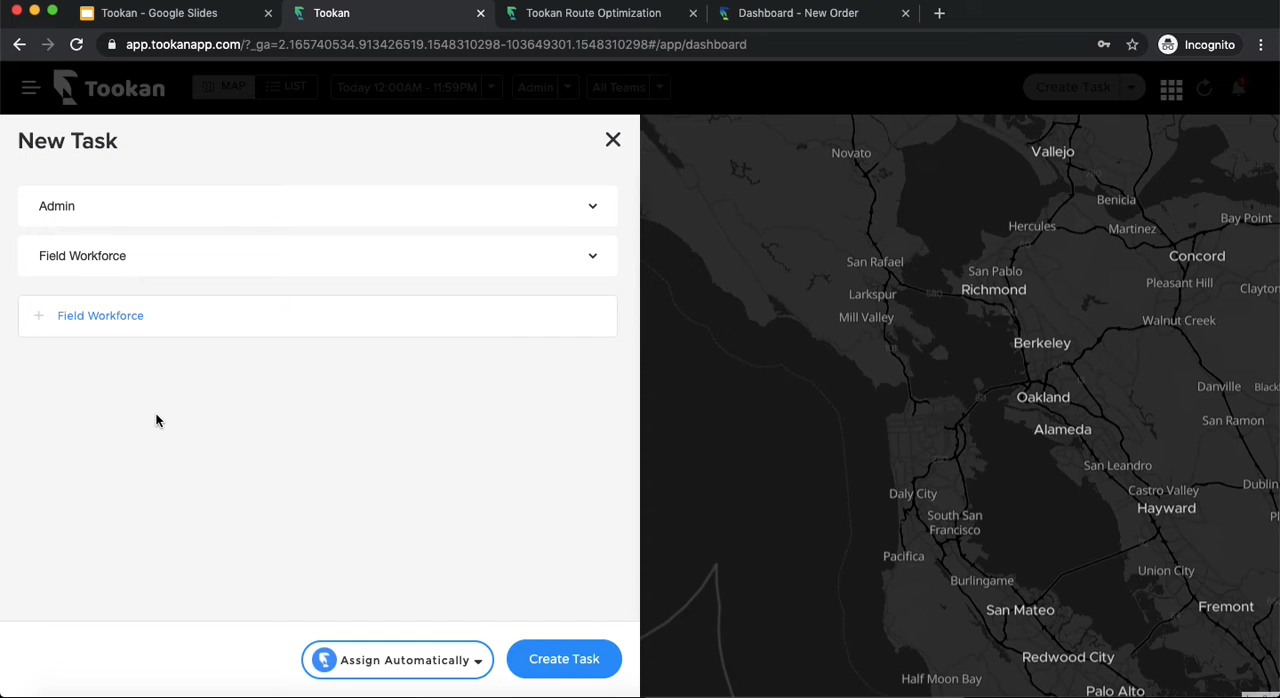 Tookan - Google Slides
Tookan
Tookan Route Optimization
Dashboard - New Order
app.tookanapp.com/?_ga=2.165740534.913426519.1548310298-103649301.1548310298#/app/dashboard
Incognito
Tookan
MAP
LIST
Today 12:00AM - 11:59PM
Admin
All Teams
Create Task
New Task
Admin
Field Workforce
+ Field Workforce
Assign Automatically
Create Task
Novato
Vallejo
Benicia
Hercules
Martinez
Bay Point
San Rafael
San Pablo
Concord
Richmond
Pleasant Hill
Clayton
Larkspur
Mill Valley
Walnut Creek
Berkeley
Danville
Black
Oakland
Alameda
San Ramon
San Leandro
Castro Valley
Dublin
Daly City
Hayward
South San
Francisco
Pacifica
Union City
Burlingame
San Mateo
Fremont
Redwood City
Half Moon Bay
Palo Alto